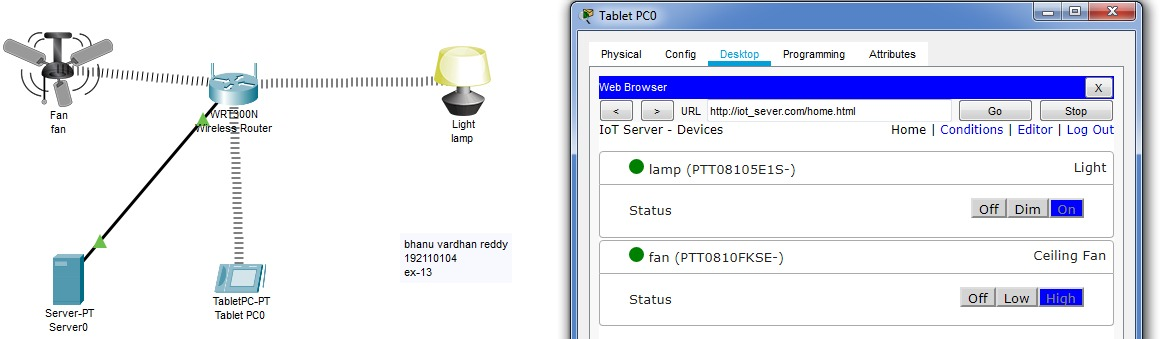 Fan
fan
WRT300N
Wireless Router
Light
lamp
bhanu vardhan reddy
192110104
ex-13
Server-PT
Server0
TabletPC-PT
Tablet PC0
Tablet PC0
Physical Config Desktop Programming Attributes
Web Browser X
< > URL http://iot_sever.com/home.html Go Stop
IoT Server - Devices Home | Conditions | Editor | Log Out
lamp (PTT08105E1S-) Light
Status Off Dim On
fan (PTT0810FKSE-) Ceiling Fan
Status Off Low High